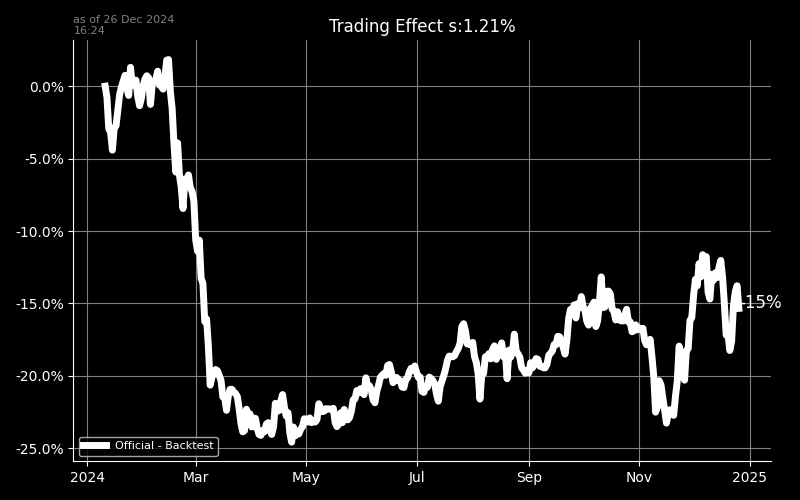 as of 26 Dec 2024
16:24
Trading Effect s:1.21%
0.0%
-5.0%
-10.0%
-15.0%
-20.0%
-25.0%
-15%
Official - Backtest
2024 Mar May Jul Sep Nov 2025